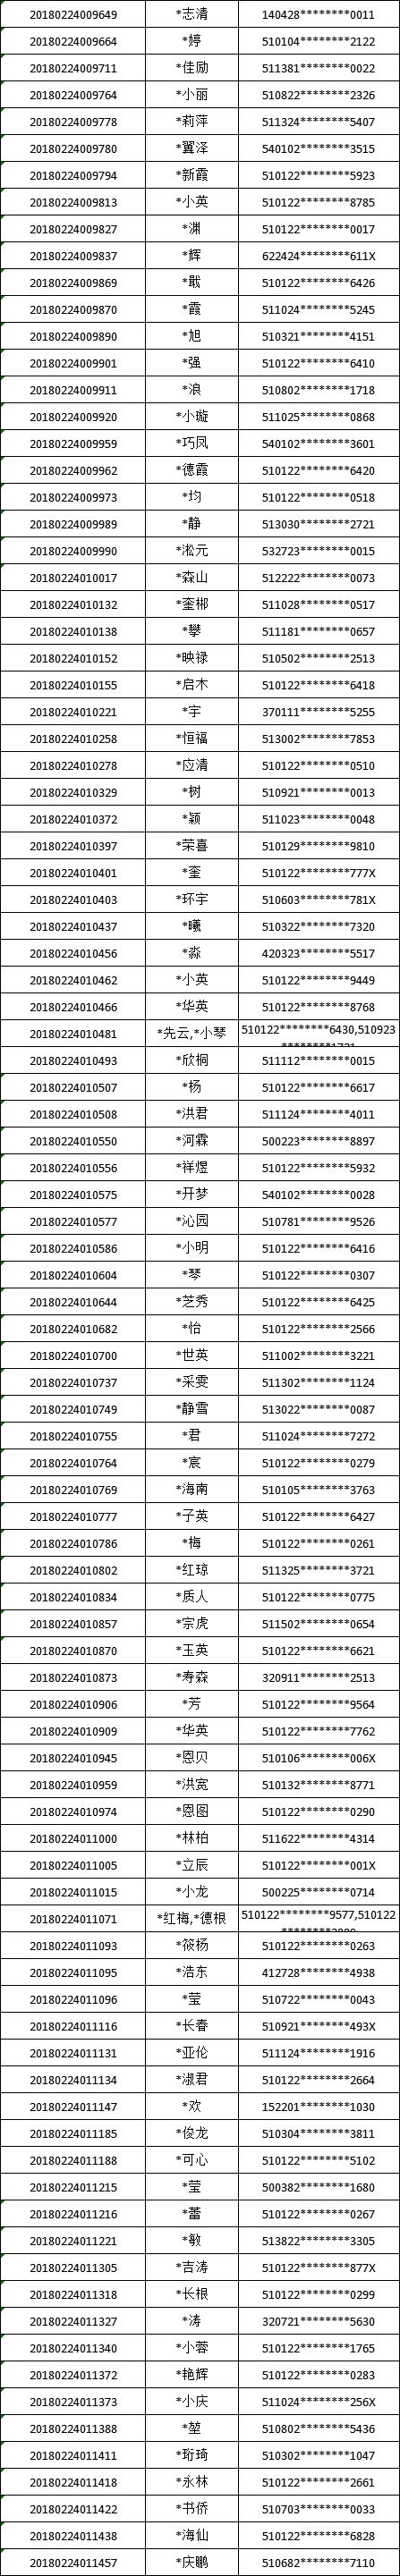 20180224009649 *志清 140428********0011
20180224009664 *婷 510104********2122
20180224009711 *佳励 511381********0022
20180224009764 *小丽 510822********2326
20180224009778 *莉萍 511324********5407
20180224009780 *翼泽 540102********3515
20180224009794 *新霞 510122********5923
20180224009813 *小英 510122********8785
20180224009827 *渊 510122********0017
20180224009837 *辉 622424********611X
20180224009869 *戢 510122********6426
20180224009870 *霞 511024********5245
20180224009890 *旭 510321********4151
20180224009901 *强 510122********6410
20180224009911 *浪 510802********1718
20180224009920 *小璇 511025********0868
20180224009959 *巧凤 540102********3601
20180224009962 *德霞 510122********6420
20180224009973 *均 510122********0518
20180224009989 *静 513030********2721
20180224009990 *淞元 532723********0015
20180224010017 *森山 512222********0073
20180224010132 *奎郴 511028********0517
20180224010138 *攀 511181********0657
20180224010152 *映禄 510502********2513
20180224010155 *启木 510122********6418
20180224010221 *宇 370111********5255
20180224010258 *恒福 513002********7853
20180224010278 *应清 510122********0510
20180224010329 *树 510921********0013
20180224010372 *颖 511023********0048
20180224010397 *荣喜 510129********9810
20180224010401 *奎 510122********777X
20180224010403 *环宇 510603********781X
20180224010437 *曦 510322********7320
20180224010456 *淼 420323********5517
20180224010462 *小英 510122********9449
20180224010466 *华英 510122********8768
20180224010481 *先云,*小琴 510122********6430,510923
20180224010493 *欣桐 511112********0015
20180224010507 *杨 510122********6617
20180224010508 *洪君 511124********4011
20180224010550 *河霖 500223********8897
20180224010556 *祥煜 510122********5932
20180224010575 *开梦 540102********0028
20180224010577 *沁园 510781********9526
20180224010586 *小明 510122********6416
20180224010604 *琴 510122********0307
20180224010644 *芝秀 510122********6425
20180224010682 *怡 510122********2566
20180224010700 *世英 511002********3221
20180224010737 *采雯 511302********1124
20180224010749 *静雪 513022********0087
20180224010755 *君 511024********7272
20180224010764 *宸 510122********0279
20180224010769 *海南 510105********3763
20180224010777 *子英 510122********6427
20180224010786 *梅 510122********0261
20180224010802 *红琼 511325********3721
20180224010834 *质人 510122********0775
20180224010857 *宗虎 511502********0654
20180224010870 *玉英 510122********6621
20180224010873 *寿森 320911********2513
20180224010906 *芳 510122********9564
20180224010909 *华英 510122********7762
20180224010945 *恩贝 510106********006X
20180224010959 *洪宽 510132********8771
20180224010974 *恩图 510122********0290
20180224011000 *林柏 511622********4314
20180224011005 *立辰 510122********001X
20180224011015 *小龙 500225********0714
20180224011071 *红梅,*德根 510122********9577,510122
20180224011093 *筱杨 510122********0263
20180224011095 *浩东 412728********4938
20180224011096 *莹 510722********0043
20180224011116 *长春 510921********493X
20180224011131 *亚伦 511124********1916
20180224011134 *淑君 510122********2664
20180224011147 *欢 152201********1030
20180224011185 *俊龙 510304********3811
20180224011188 *可心 510122********5102
20180224011215 *莹 500382********1680
20180224011216 *蕾 510122********0267
20180224011221 *敏 513822********3305
20180224011305 *吉涛 510122********877X
20180224011318 *长根 510122********0299
20180224011327 *涛 320721********5630
20180224011340 *小蓉 510122********1765
20180224011372 *艳辉 510122********0283
20180224011373 *小庆 511024********256X
20180224011388 *堃 510802********5436
20180224011411 *珩琦 510302********1047
20180224011418 *永林 510122********2661
20180224011422 *书侨 510703********0033
20180224011438 *海仙 510122********6828
20180224011457 *庆鹏 510682********7110